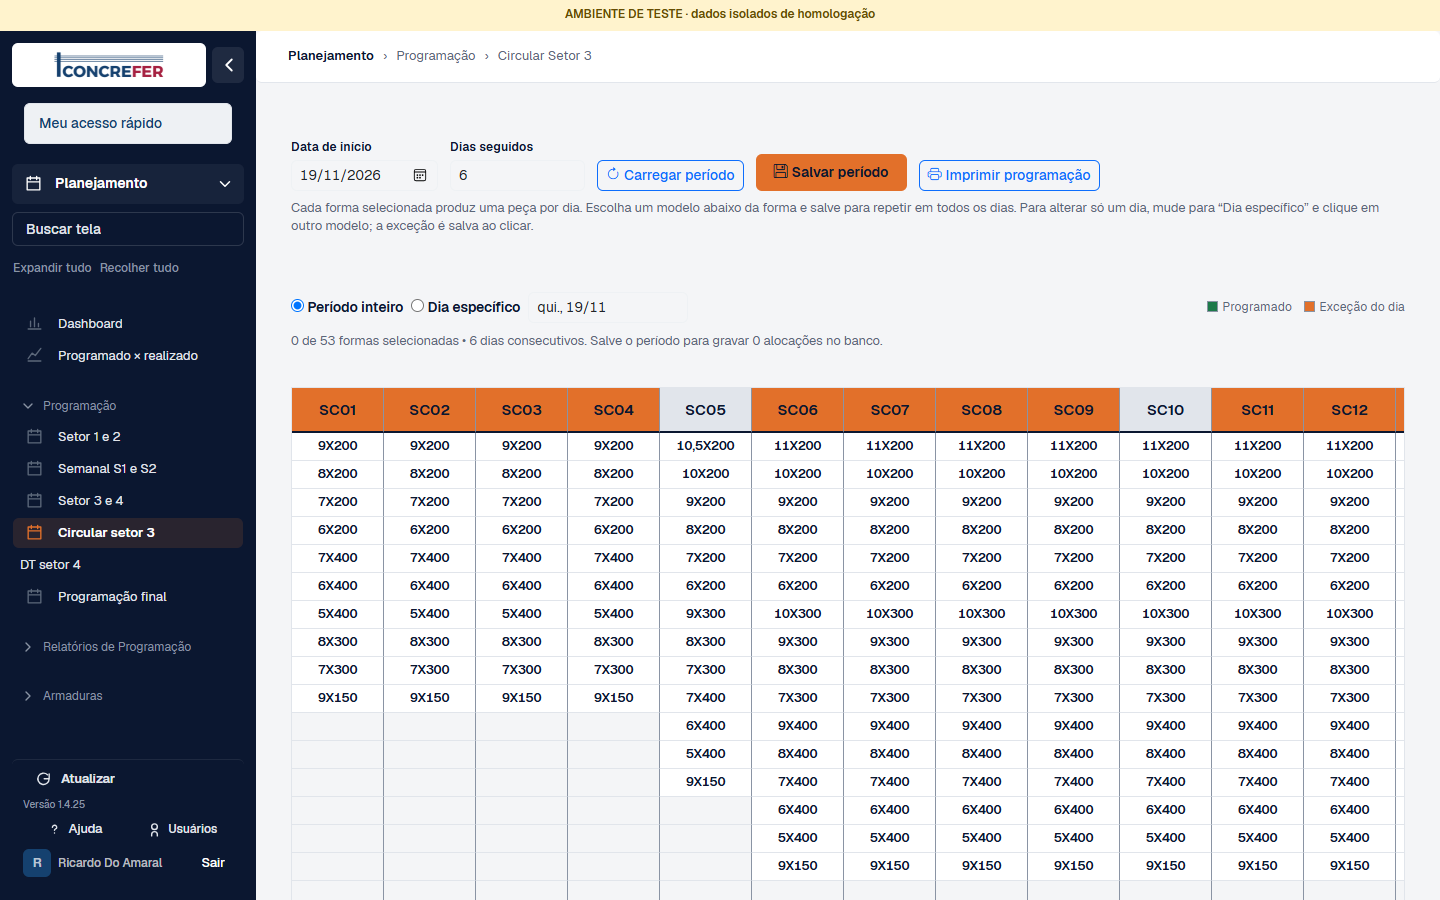 AMBIENTE DE TESTE · dados isolados de homologação
CONCREFER
Meu acesso rápido
Planejamento
Buscar tela
Expandir tudo Recolher tudo
Dashboard
Programado × realizado
Programação
Setor 1 e 2
Semanal S1 e S2
Setor 3 e 4
Circular setor 3
DT setor 4
Programação final
Relatórios de Programação
Armaduras
Atualizar
Versão 1.4.25
? Ajuda Usuários
R Ricardo Do Amaral Sair
Planejamento › Programação › Circular Setor 3
Data de início Dias seguidos
19/11/2026 6 Carregar período Salvar período Imprimir programação
Cada forma selecionada produz uma peça por dia. Escolha um modelo abaixo da forma e salve para repetir em todos os dias. Para alterar só um dia, mude para “Dia específico” e clique em
outro modelo; a exceção é salva ao clicar.
Período inteiro Dia específico qui., 19/11 Programado Exceção do dia
0 de 53 formas selecionadas • 6 dias consecutivos. Salve o período para gravar 0 alocações no banco.
SC01 SC02 SC03 SC04 SC05 SC06 SC07 SC08 SC09 SC10 SC11 SC12
9X200 9X200 9X200 9X200 10,5X200 11X200 11X200 11X200 11X200 11X200 11X200 11X200
8X200 8X200 8X200 8X200 10X200 10X200 10X200 10X200 10X200 10X200 10X200 10X200
7X200 7X200 7X200 7X200 9X200 9X200 9X200 9X200 9X200 9X200 9X200 9X200
6X200 6X200 6X200 6X200 8X200 8X200 8X200 8X200 8X200 8X200 8X200 8X200
7X400 7X400 7X400 7X400 7X200 7X200 7X200 7X200 7X200 7X200 7X200 7X200
6X400 6X400 6X400 6X400 6X200 6X200 6X200 6X200 6X200 6X200 6X200 6X200
5X400 5X400 5X400 5X400 9X300 10X300 10X300 10X300 10X300 10X300 10X300 10X300
8X300 8X300 8X300 8X300 8X300 9X300 9X300 9X300 9X300 9X300 9X300 9X300
7X300 7X300 7X300 7X300 7X300 8X300 8X300 8X300 8X300 8X300 8X300 8X300
9X150 9X150 9X150 9X150 7X400 7X300 7X300 7X300 7X300 7X300 7X300 7X300
6X400 9X400 9X400 9X400 9X400 9X400 9X400 9X400
5X400 8X400 8X400 8X400 8X400 8X400 8X400 8X400
9X150 7X400 7X400 7X400 7X400 7X400 7X400 7X400
6X400 6X400 6X400 6X400 6X400 6X400 6X400
5X400 5X400 5X400 5X400 5X400 5X400 5X400
9X150 9X150 9X150 9X150 9X150 9X150 9X150